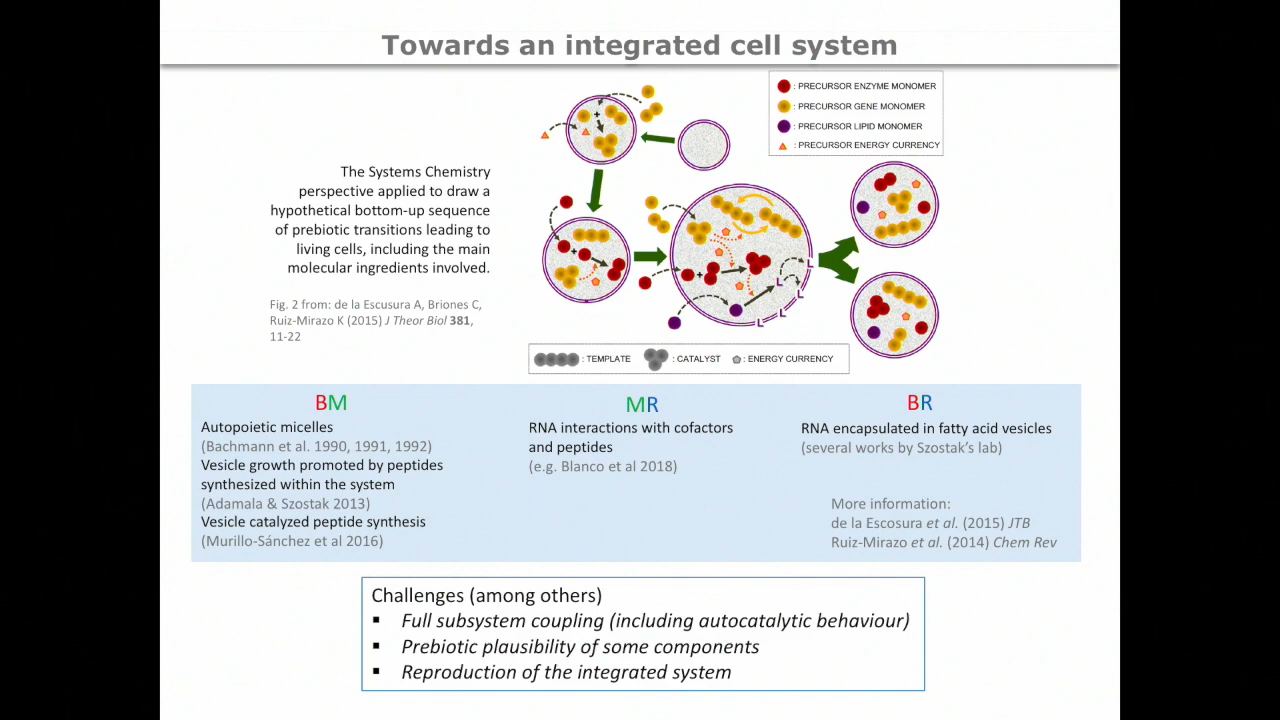 Towards an integrated cell system
: PRECURSOR ENZYME MONOMER
: PRECURSOR GENE MONOMER
: PRECURSOR LIPID MONOMER
: PRECURSOR ENERGY CURRENCY
The Systems Chemistry
perspective applied to draw a
hypothetical bottom-up sequence
of prebiotic transitions leading to
living cells, including the main
molecular ingredients involved.
Fig. 2 from: de la Escusura A, Briones C,
Ruiz-Mirazo K (2015) J Theor Biol 381,
11-22
+
+
+
L
L
L
L
L
: TEMPLATE : CATALYST : ENERGY CURRENCY
BM
Autopoietic micelles
(Bachmann et al. 1990, 1991, 1992)
Vesicle growth promoted by peptides
synthesized within the system
(Adamala & Szostak 2013)
Vesicle catalyzed peptide synthesis
(Murillo-Sánchez et al 2016)
MR
RNA interactions with cofactors
and peptides
(e.g. Blanco et al 2018)
BR
RNA encapsulated in fatty acid vesicles
(several works by Szostak’s lab)
More information:
de la Escosura et al. (2015) JTB
Ruiz-Mirazo et al. (2014) Chem Rev
Challenges (among others)
▪ Full subsystem coupling (including autocatalytic behaviour)
▪ Prebiotic plausibility of some components
▪ Reproduction of the integrated system